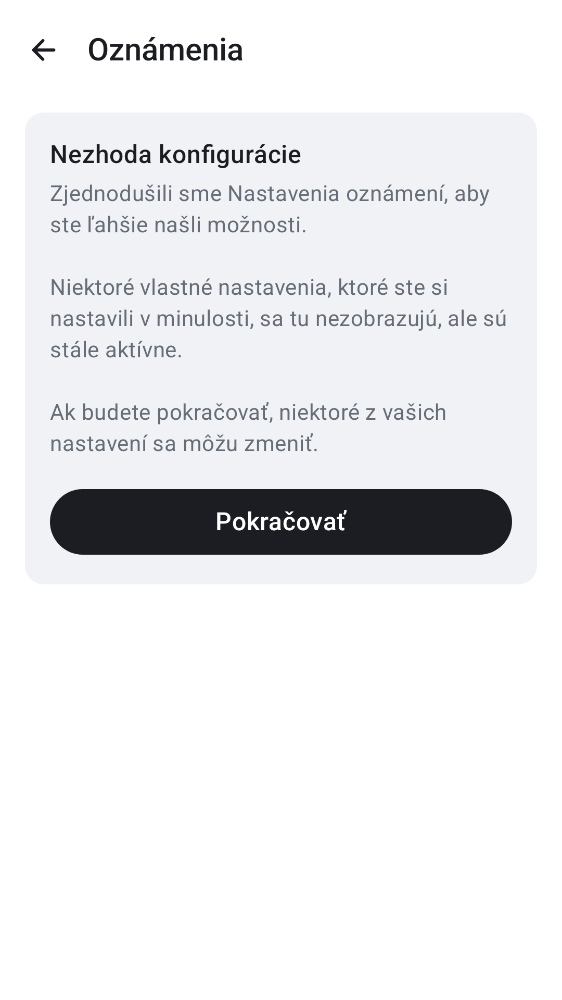 Oznámenia
Nezhoda konfigurácie
Zjednodušili sme Nastavenia oznámení, aby
ste ľahšie našli možnosti.
Niektoré vlastné nastavenia, ktoré ste si
nastavili v minulosti, sa tu nezobrazujú, ale sú
stále aktívne.
Ak budete pokračovať, niektoré z vašich
nastavení sa môžu zmeniť.
Pokračovať